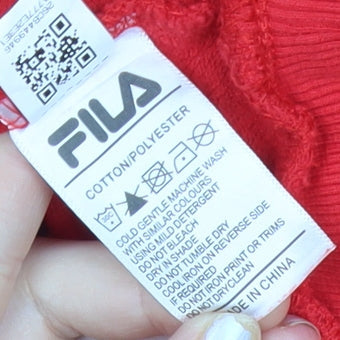 FILA
COTTON/POLYESTER
COLD GENTLE MACHINE WASH
WITH SIMILAR COLOURS
USING MILD DETERGENT
DO NOT BLEACH
DRY IN SHADE
DO NOT TUMBLE DRY
COOL IRON ON REVERSE SIDE
IF REQUIRED
DO NOT IRON PRINT OR TRIMS
DO NOT DRYCLEAN
MADE IN CHINA